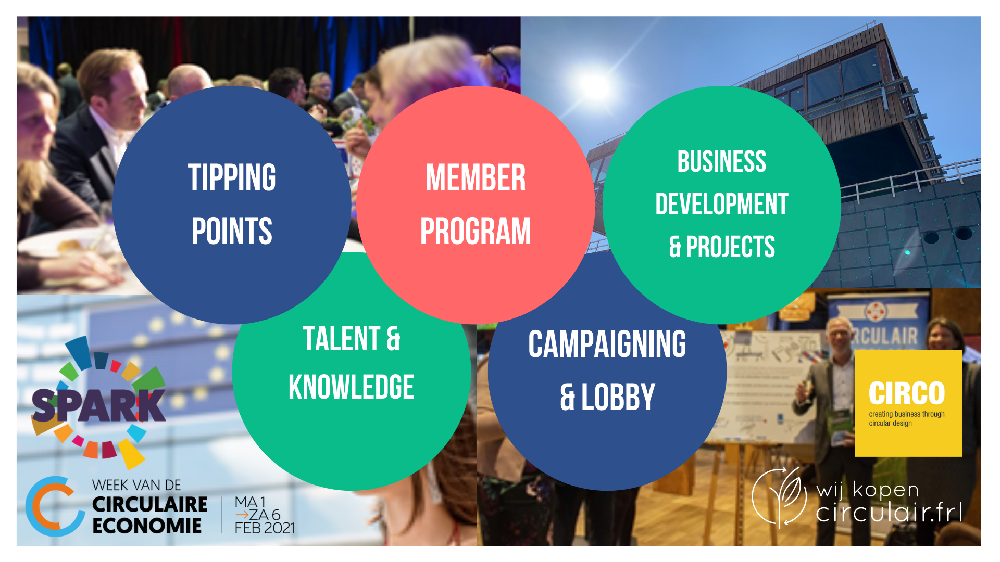 TIPPING
POINTS
MEMBER
PROGRAM
BUSINESS
DEVELOPMENT
& PROJECTS
TALENT &
KNOWLEDGE
CAMPAIGNING
& LOBBY
SPARK
WEEK VAN DE
CIRCULAIRE
ECONOMIE
MA 1
→ZA 6
FEB 2021
RCULAIR
CIRCO
creating business through
circular design
wij kopen
circulair.frl